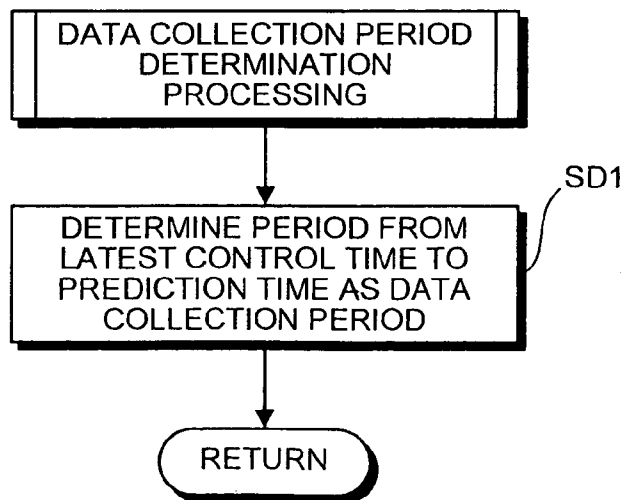 DATA COLLECTION PERIOD
DETERMINATION
PROCESSING
SD1
DETERMINE PERIOD FROM
LATEST CONTROL TIME TO
PREDICTION TIME AS DATA
COLLECTION PERIOD
RETURN